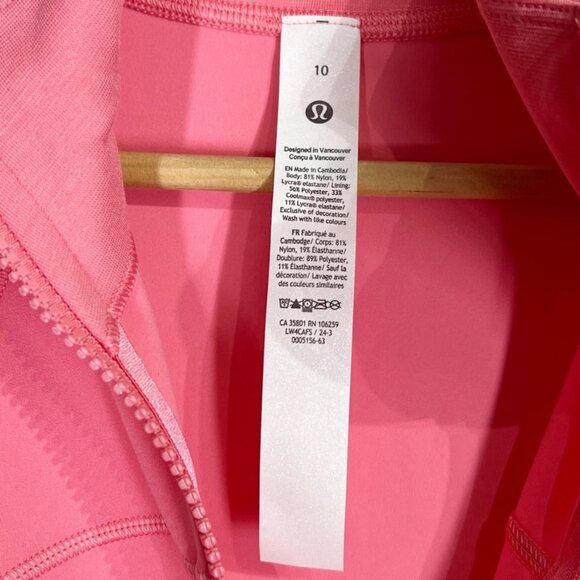 10
Designed in Vancouver
Conçu à Vancouver
EN Made in Cambodia/
Body: 81% Nylon, 19%
Lycra® elastane/ Lining:
56% Polyester, 33%
Coolmax® polyester,
11% Lycra® elastane/
Exclusive of decoration/
Wash with like colours
FR Fabriqué au
Cambodge/ Corps: 81%
Nylon, 19% Élasthanne/
Doublure: 89% Polyester,
11% Élasthanne/ Sauf la
décoration/ Lavage avec
des couleurs similaires
CA 35801 RN 106259
LW4CAFS / 24-3
0005156-63